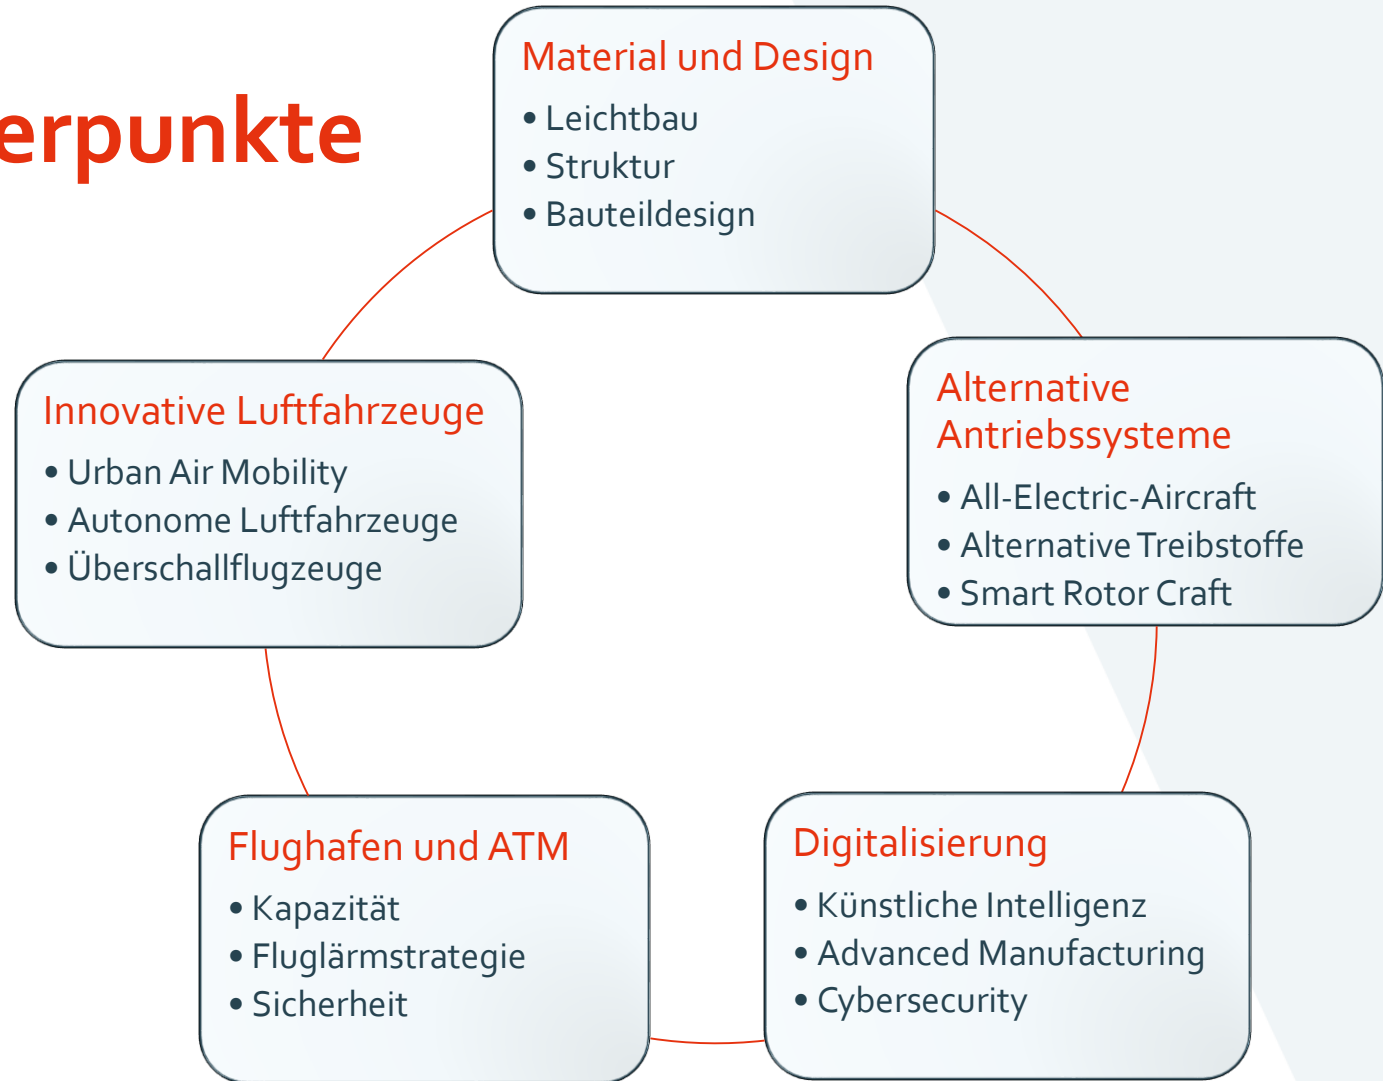 erpunkte
Material und Design
• Leichtbau
• Struktur
• Bauteildesign
Alternative
Antriebssysteme
• All-Electric-Aircraft
• Alternative Treibstoffe
• Smart Rotor Craft
Digitalisierung
• Künstliche Intelligenz
• Advanced Manufacturing
• Cybersecurity
Flughafen und ATM
• Kapazität
• Fluglärmstrategie
• Sicherheit
Innovative Luftfahrzeuge
• Urban Air Mobility
• Autonome Luftfahrzeuge
• Überschallflugzeuge